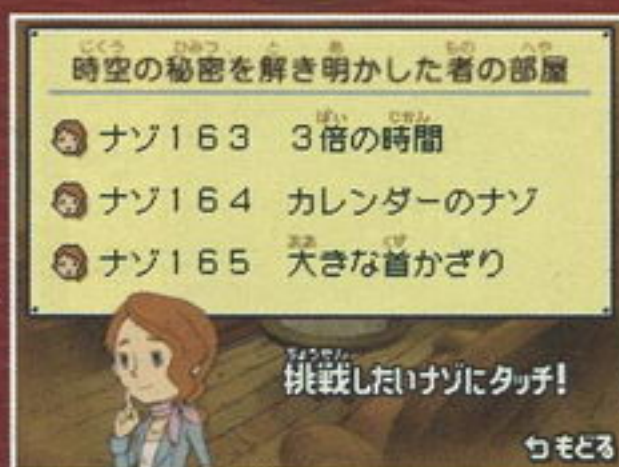 時空の秘密を解き明かした者の部屋
ナゾ163 3倍の時間
ナゾ164 カレンダーのナゾ
ナゾ165 大きな首かざり
挑戦したいナゾにタッチ!
もどる